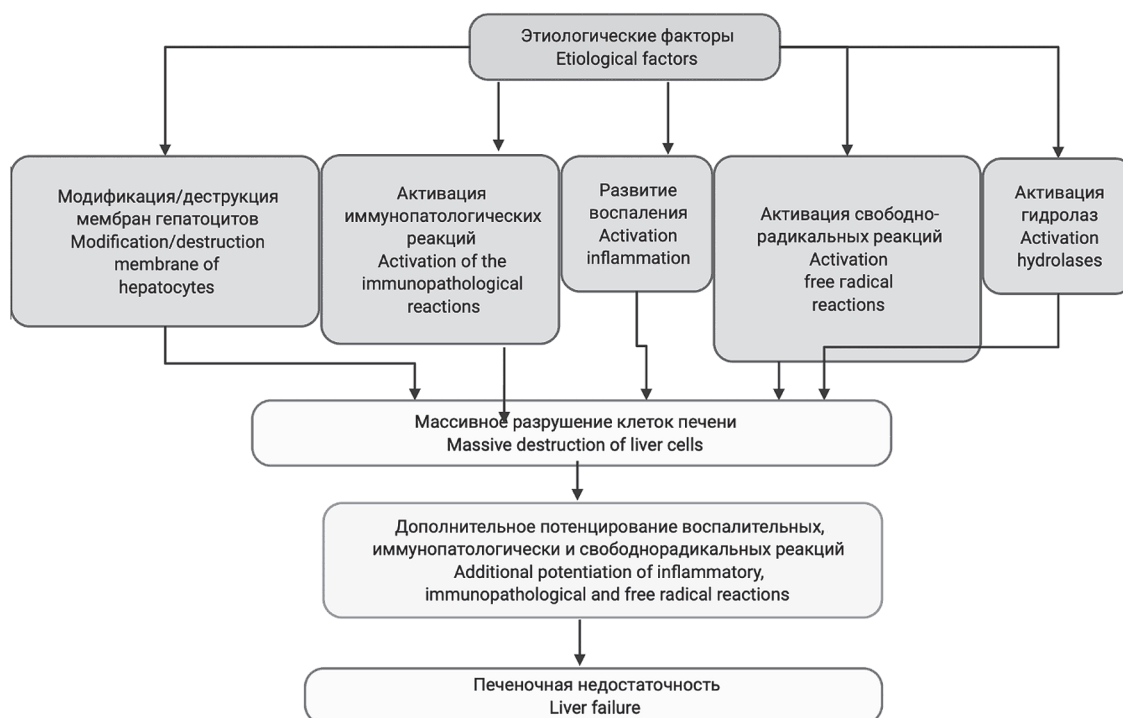 Этиологические факторы
Etiological factors
Модификация/деструкция
мембран гепатоцитов
Modification/destruction
membrane of
hepatocytes
Активация
иммунопатологических
реакций
Activation of the
immunopathological
reactions)
Развитие
воспаления
Activation
inflammation)
Активация свободно-
радикальных реакций
Activation
free гadical
reactions
Активация
гидролаз
Activation
hydrolases
Массивное разрушение клеток печени
Massive destruction of liver cells
Дополнительное потенцирование воспалительных,
иммунопатологически и свободнорадикальных реакций
Additional potentiation of inflammatory,
immunopathological and free radical reactions
Печеночная недостаточность
Liver failure